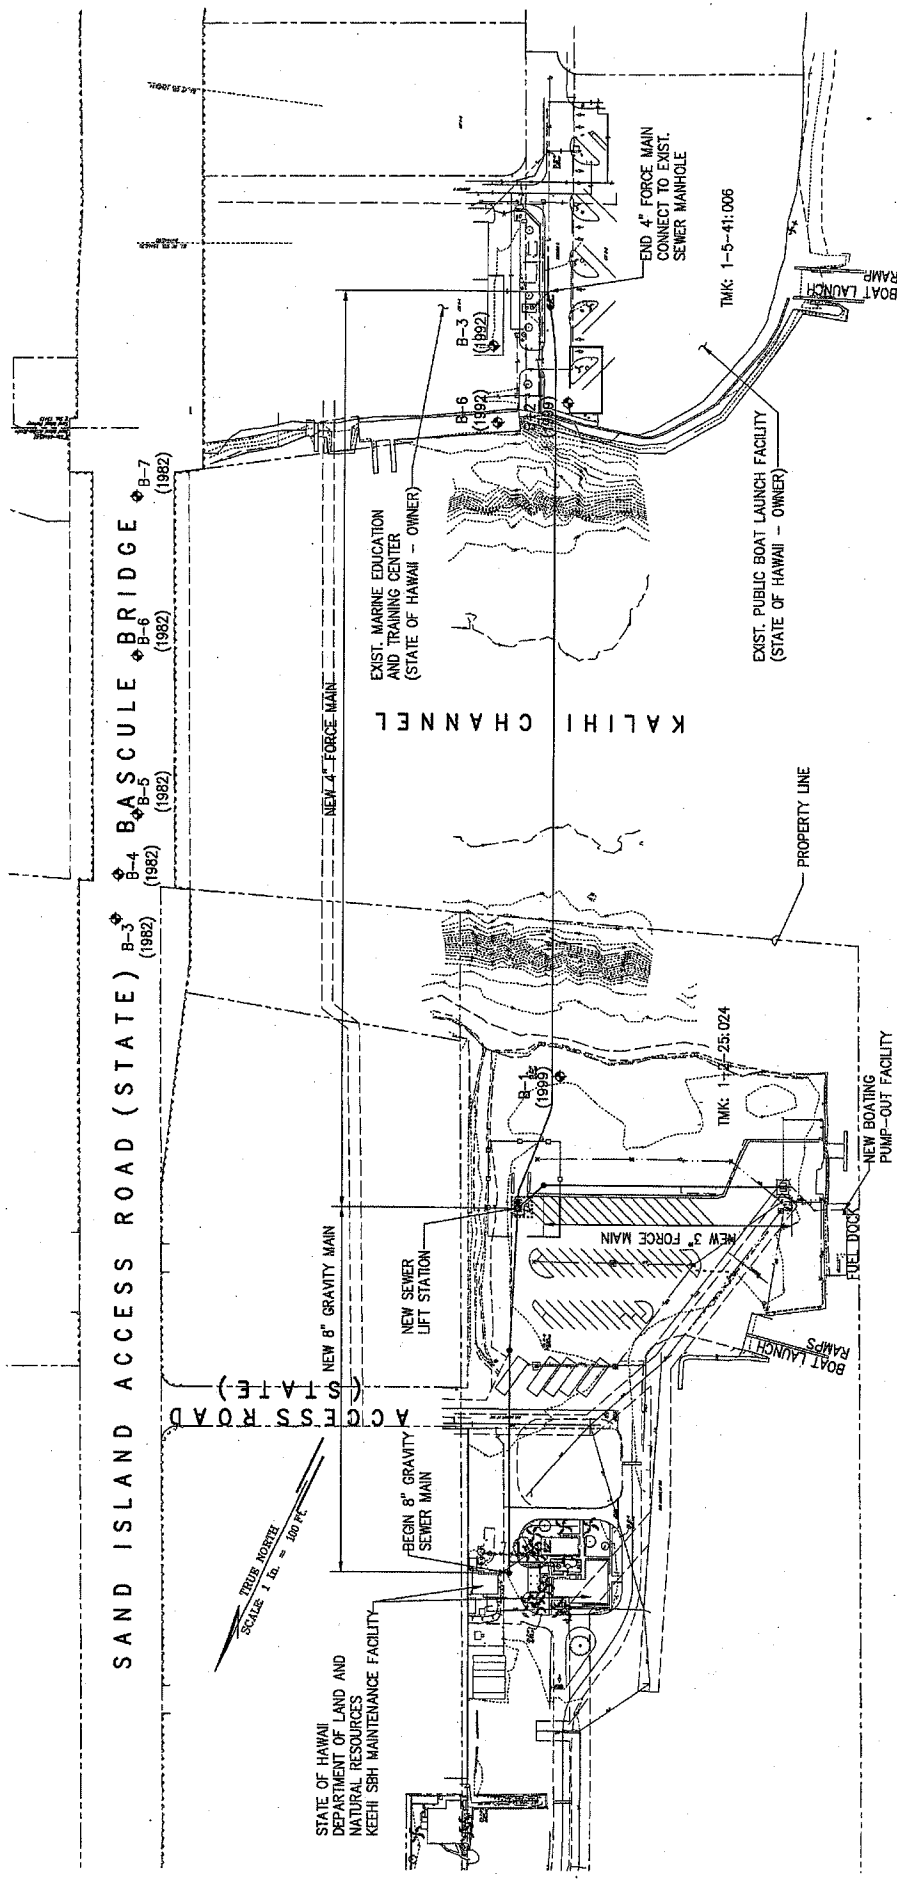 SAND ISLAND ACCESS ROAD (STATE)
BASCULE BRIDGE
B-3
(1982)
B-4
(1982)
B-5
(1982)
B-6
(1982)
B-7
(1982)
TRUE NORTH
SCALE: 1 In. = 100 Ft.
STATE OF HAWAII
DEPARTMENT OF LAND AND
NATURAL RESOURCES
KEEHI SBH MAINTENANCE FACILITY
BEGIN 8" GRAVITY
SEWER MAIN
ACCESS ROAD
(STATE)
NEW 8" GRAVITY MAIN
NEW SEWER
LIFT STATION
NEW 4" FORCE MAIN
EXIST. MARINE EDUCATION
AND TRAINING CENTER
(STATE OF HAWAII - OWNER)
B-6
(1992)
B-3
(1992)
KALIHI CHANNEL
B-1
(1999)
NEW 3" FORCE MAIN
END 4" FORCE MAIN
CONNECT TO EXIST.
SEWER MANHOLE
TMK: 1-5-41:006
BOAT LAUNCH
RAMP
EXIST. PUBLIC BOAT LAUNCH FACILITY
(STATE OF HAWAII - OWNER)
PROPERTY LINE
NEW BOATING
PUMP-OUT FACILITY
FUEL DOCK
BOAT LAUNCH
RAMPS